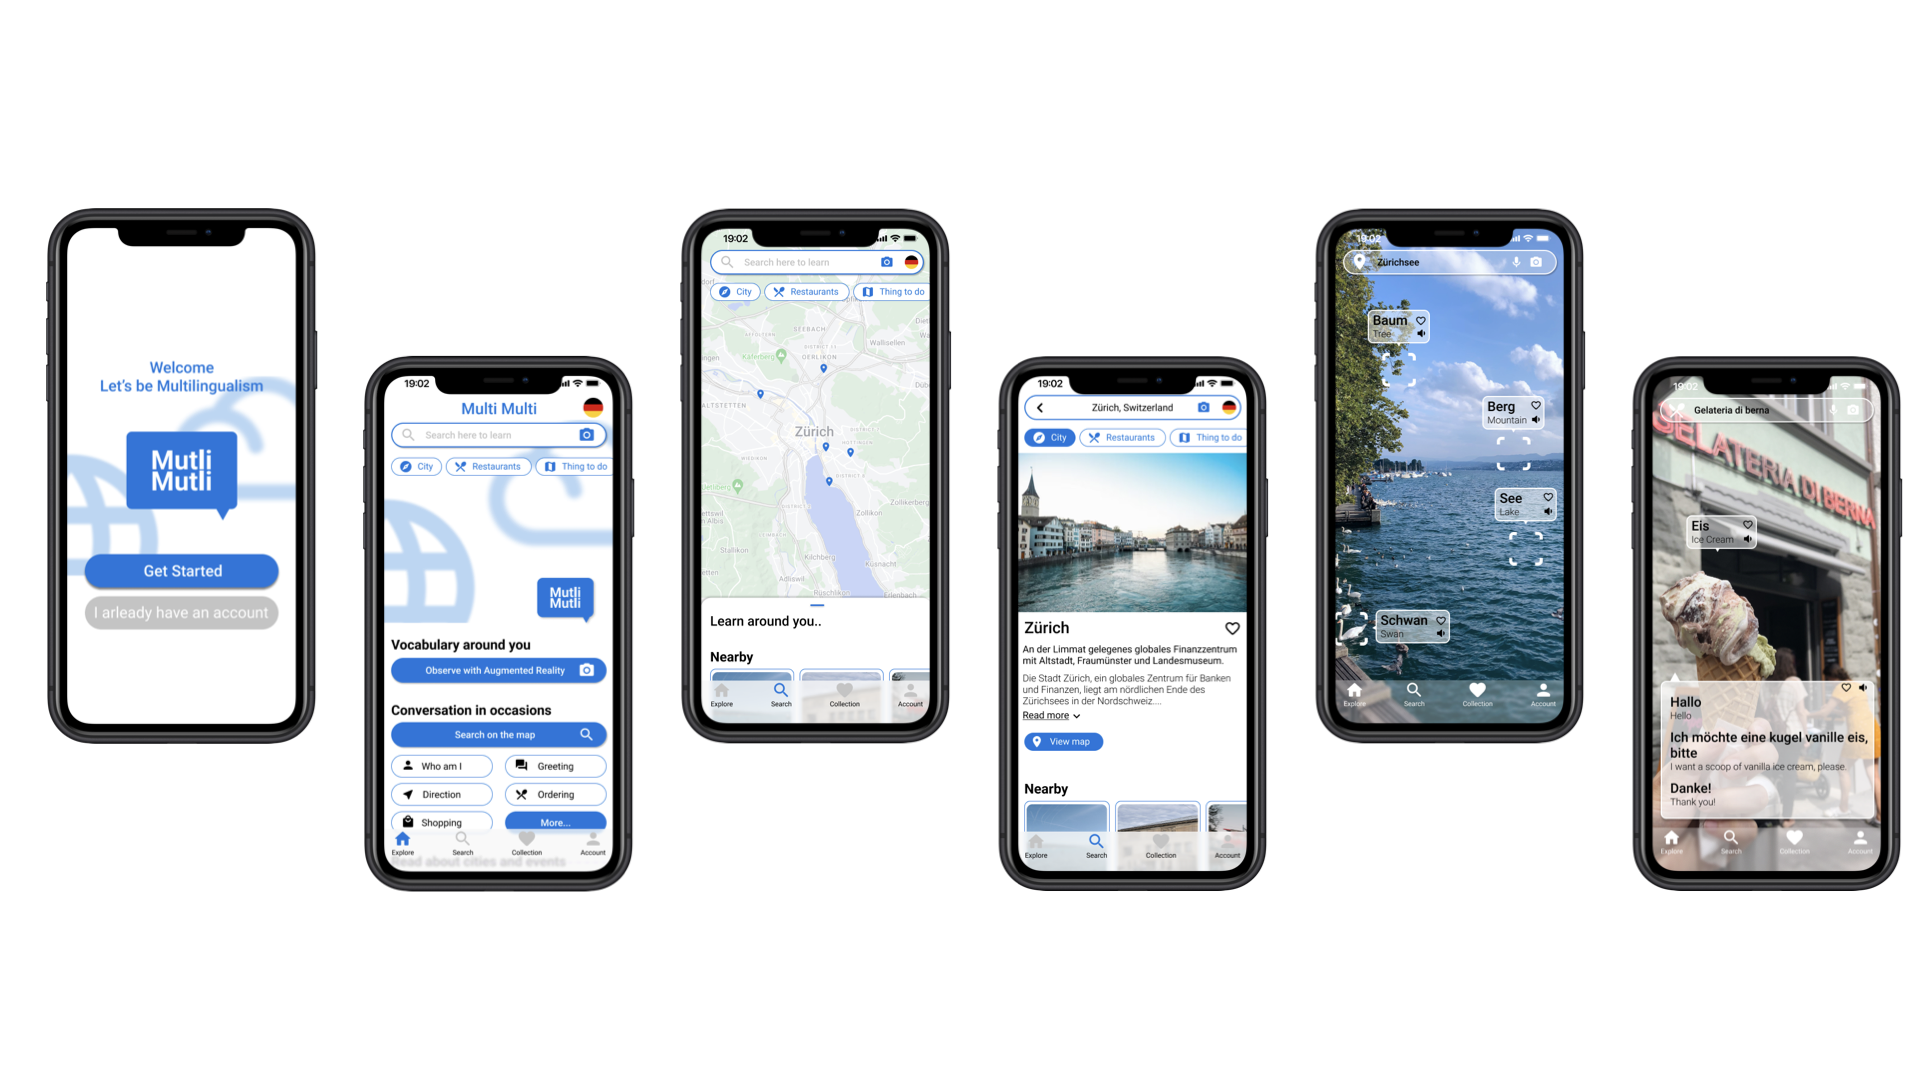 Welcome
Let's be Multilingualism
Mutli
Mutli
Get Started
I arleady have an account
19:02
Multi Multi
Search here to learn
City
Restaurants
Thing to do
Mutli
Mutli
Vocabulary around you
Observe with Augmented Reality
Conversation in occasions
Search on the map
Who am I
Greeting
Direction
Ordering
Shopping
More...
Explore
Search
Collection
Account
Read about cities and events
19:02
Search here to learn
City
Restaurants
Thing to do
SEEBACH
Wallisellen
Käferberg
OERLIKON
ALTSTETTEN
Zürich
HOTTINGEN
WIEDIKON
Zollikerberg
Zollikon
Stallikon
Kilchberg
Küsnacht
Adliswil
Rüschlikon
Erlenbach
Learn around you..
Nearby
Explore
Search
Collection
Account
19:02
Zürich, Switzerland
City
Restaurants
Thing to do
Zürich
An der Limmat gelegenes globales Finanzzentrum
mit Altstadt, Fraumünster und Landesmuseum.
Die Stadt Zürich, ein globales Zentrum für Banken
und Finanzen, liegt am nördlichen Ende des
Zürichsees in der Nordschweiz....
Read more
View map
Nearby
Explore
Search
Collection
Account
19:02
Zürichsee
Baum
Tree
Berg
Mountain
See
Lake
Schwan
Swan
Explore
Search
Collection
Account
19:02
Gelateria di berna
GELATERIA DI BERNA
Eis
Ice Cream
Hallo
Hello
Ich möchte eine kugel vanille eis,
bitte
I want a scoop of vanilla ice cream, please.
Danke!
Thank you!
Explore
Search
Collection
Account